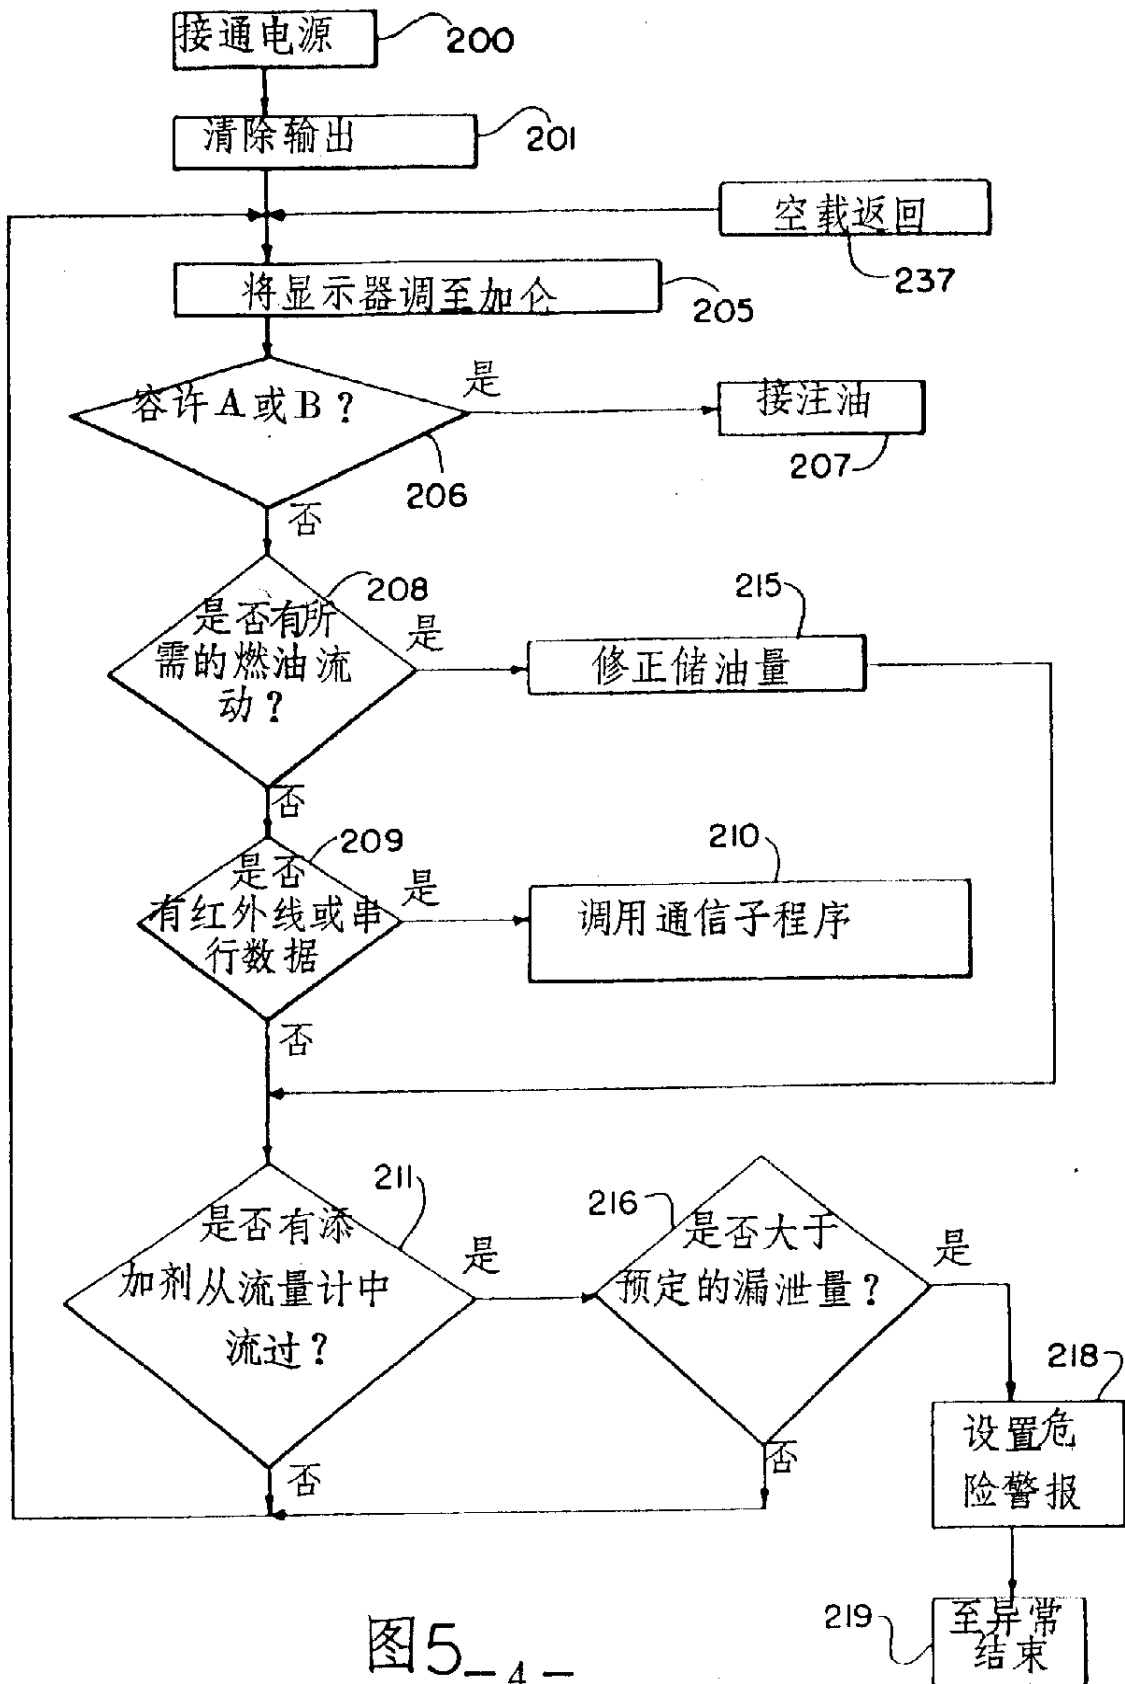 接通电源
200
清除输出
201
空载返回
237
将显示器调至加仑
205
容许A或B？
是
206
接注油
207
否
208
是否有所
需的燃油流
动？
是
215
修正储油量
否
209
是否
有红外线或串
行数据
是
210
调用通信子程序
否
211
是否有添
加剂从流量计中
流过？
是
216
是否大于
预定的漏泄量？
是
218
设置危
险警报
否
否
219
至异常
结束
图5
－4－